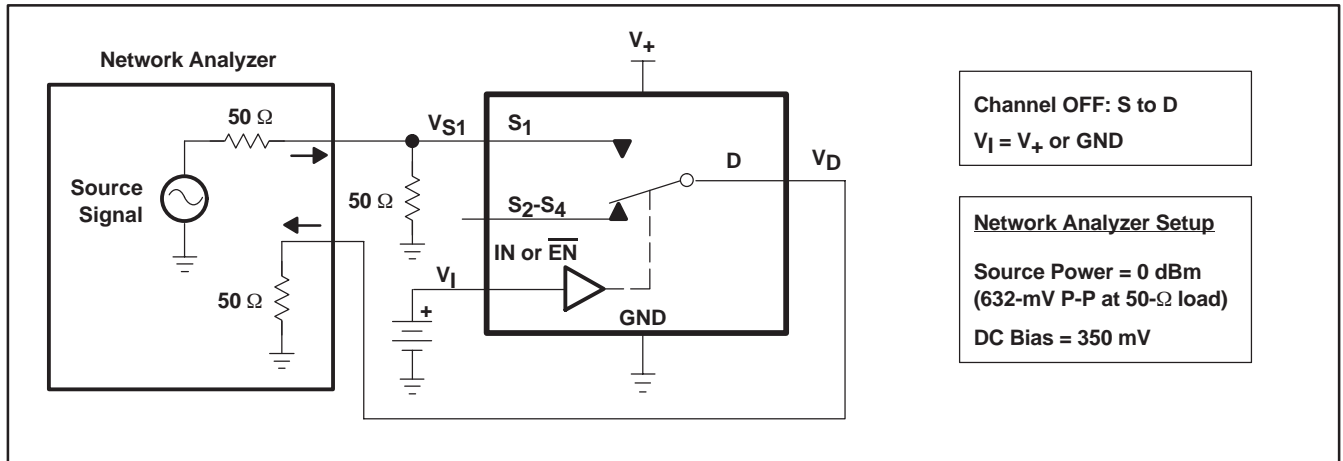 Network Analyzer
50 Ω
Source
Signal
50 Ω
VS1
50 Ω
V+
S1
S2-S4
IN or E̅N̅
VI
+
GND
D
VD
Channel OFF: S to D
VI = V+ or GND
Network Analyzer Setup
Source Power = 0 dBm
(632-mV P-P at 50-Ω load)
DC Bias = 350 mV